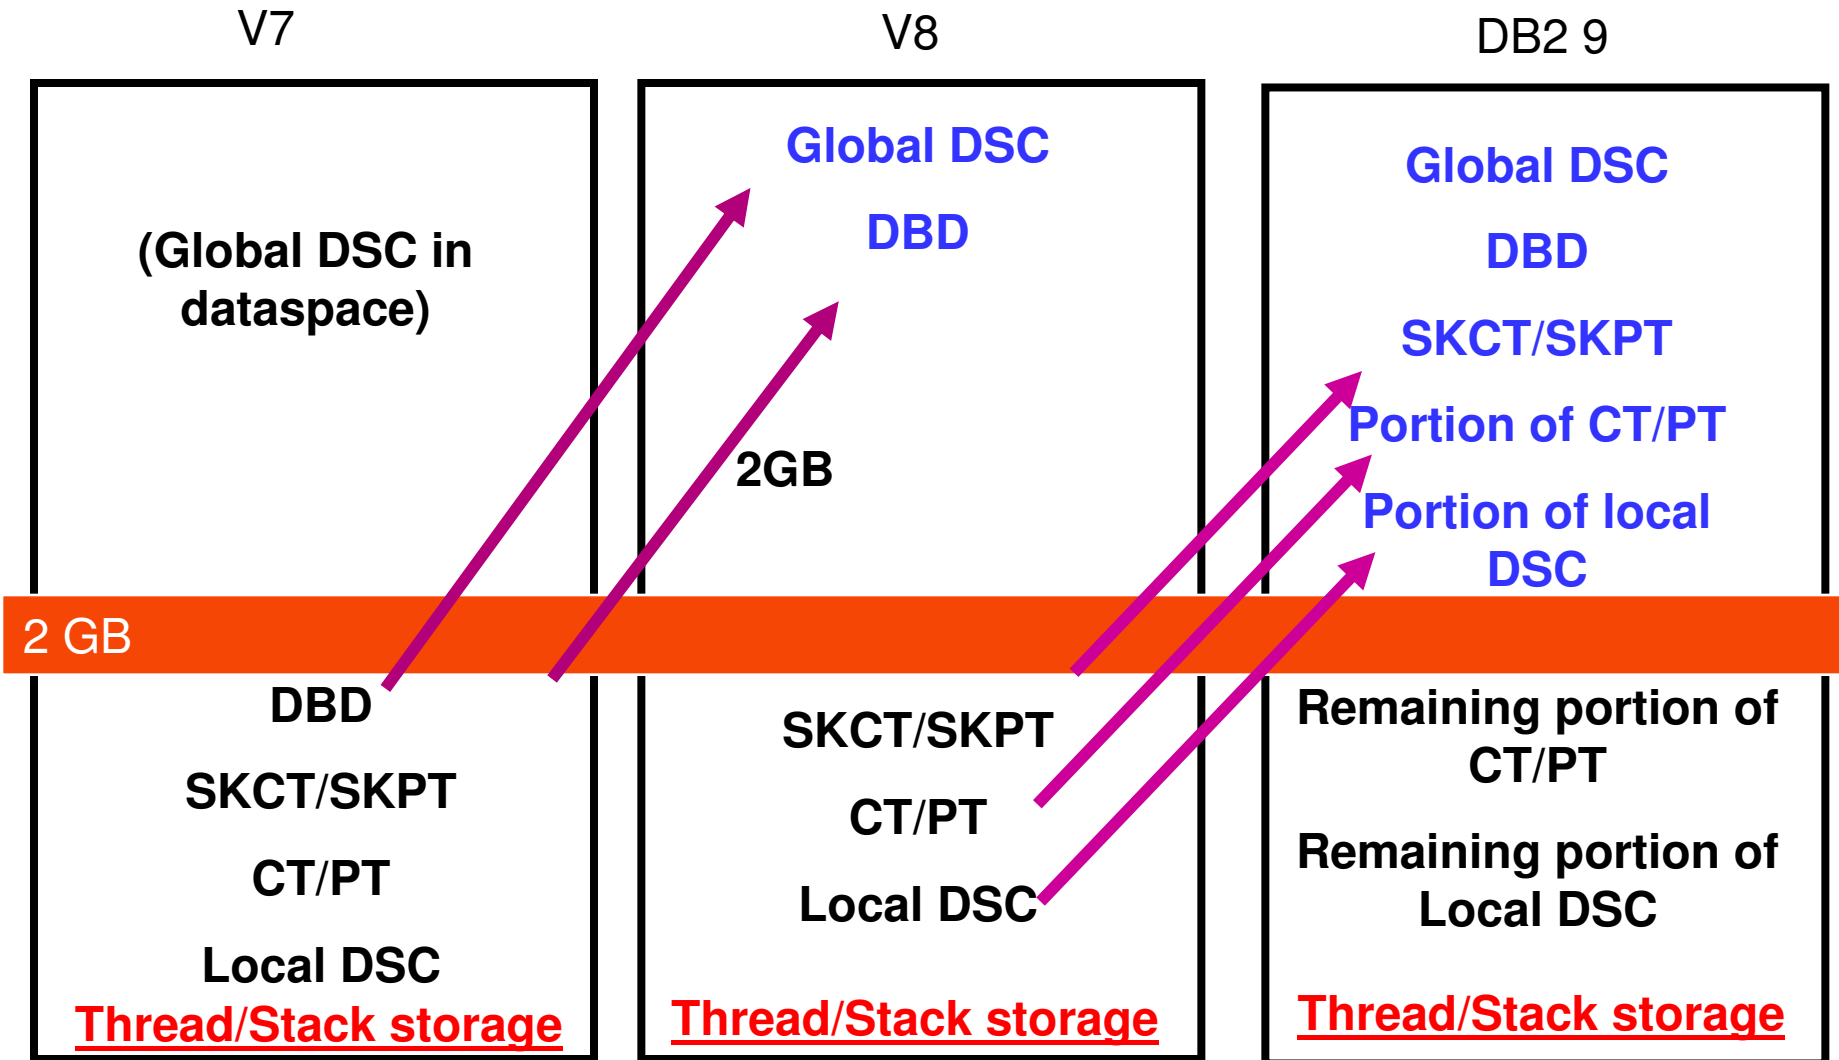 V7
V8
DB2 9
(Global DSC in
dataspace)
Global DSC
DBD
2GB
Global DSC
DBD
SKCT/SKPT
Portion of CT/PT
Portion of local
DSC
2 GB
DBD
SKCT/SKPT
CT/PT
Local DSC
Thread/Stack storage
SKCT/SKPT
CT/PT
Local DSC
Thread/Stack storage
Remaining portion of
CT/PT
Remaining portion of
Local DSC
Thread/Stack storage